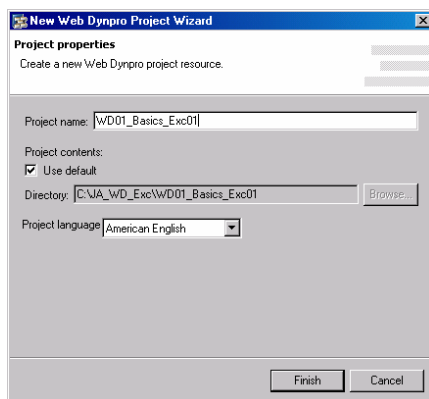 New Web Dynpro Project Wizard
Project properties
Create a new Web Dynpro project resource.
Project name: WD01_Basics_Exc01
Project contents:
Use default
Directory: C:\JA_WD_Exc\WD01_Basics_Exc01 Browse...
Project language American English
Finish Cancel